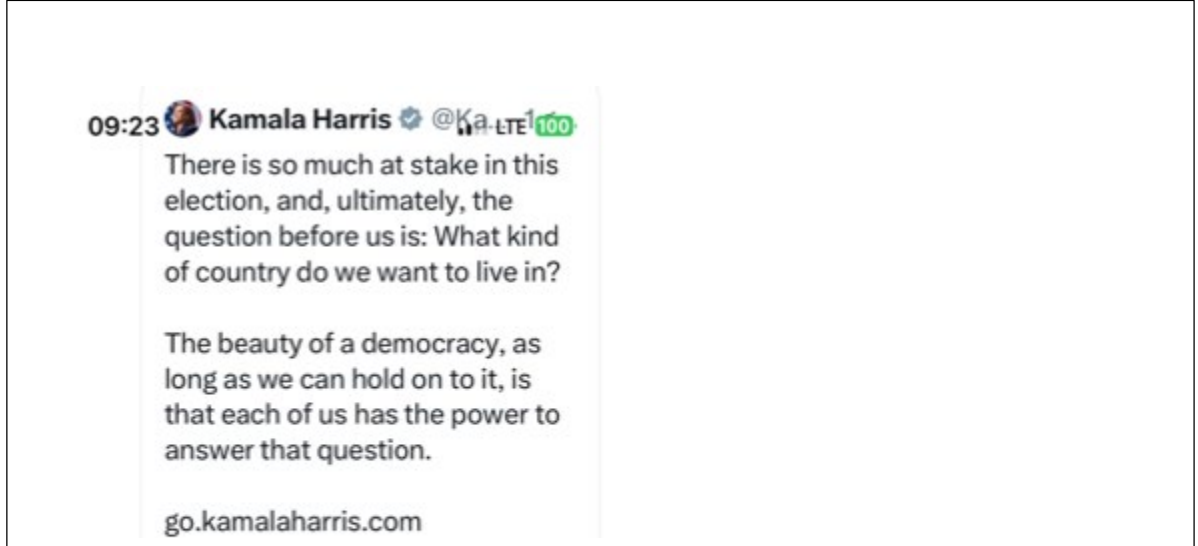 09:23 Kamala Harris @Ka LTE 100
There is so much at stake in this
election, and, ultimately, the
question before us is: What kind
of country do we want to live in?
The beauty of a democracy, as
long as we can hold on to it, is
that each of us has the power to
answer that question.
go.kamalaharris.com